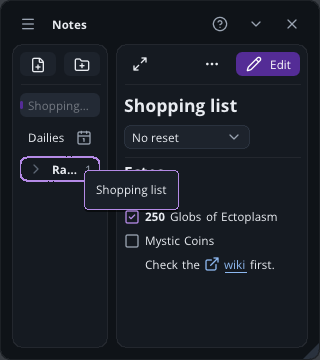 Notes
Edit
Shopping...
Dailies
Ra... 1
Shopping list
No reset
Shopping list
250 Globs of Ectoplasm
Mystic Coins
Check the wiki first.